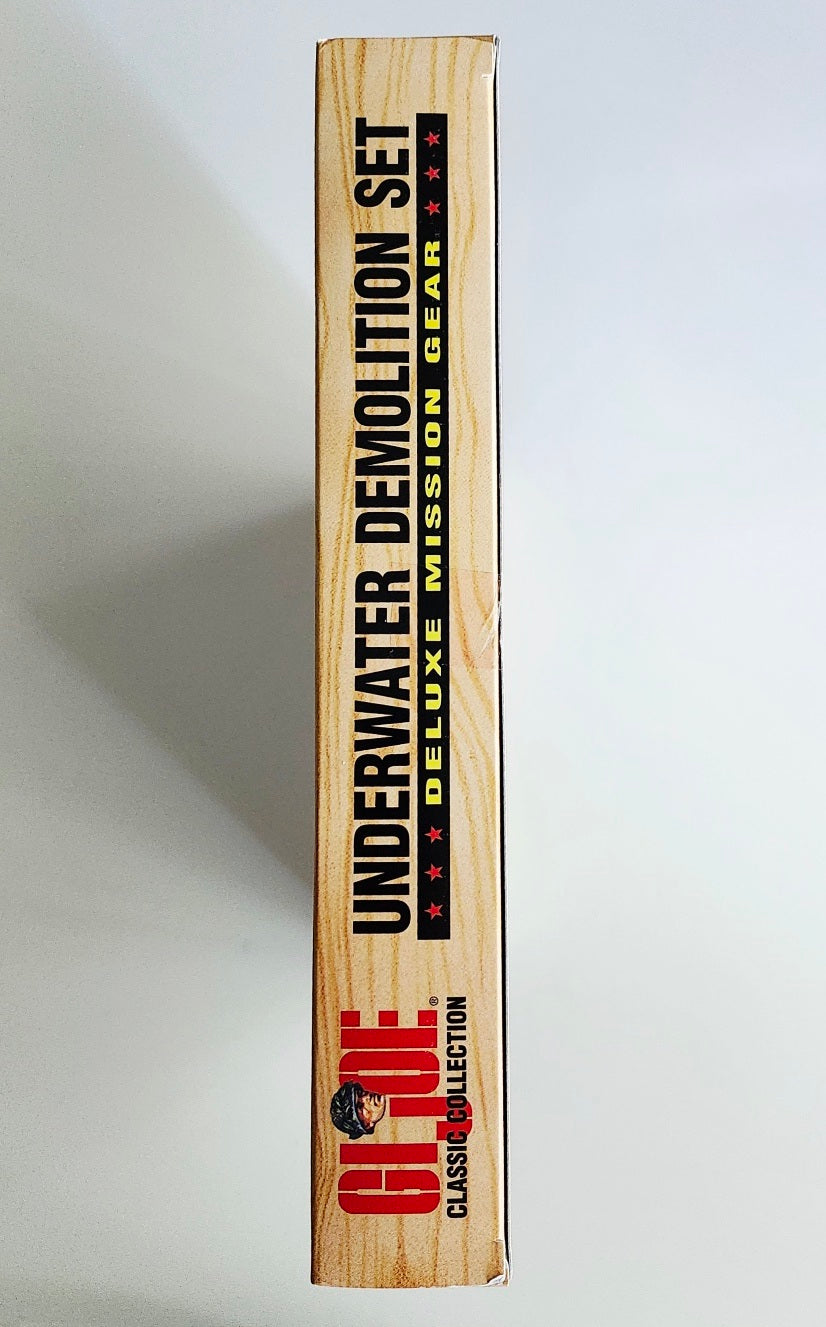 GI JOE®
CLASSIC COLLECTION
UNDERWATER DEMOLITION SET
DELUXE MISSION GEAR